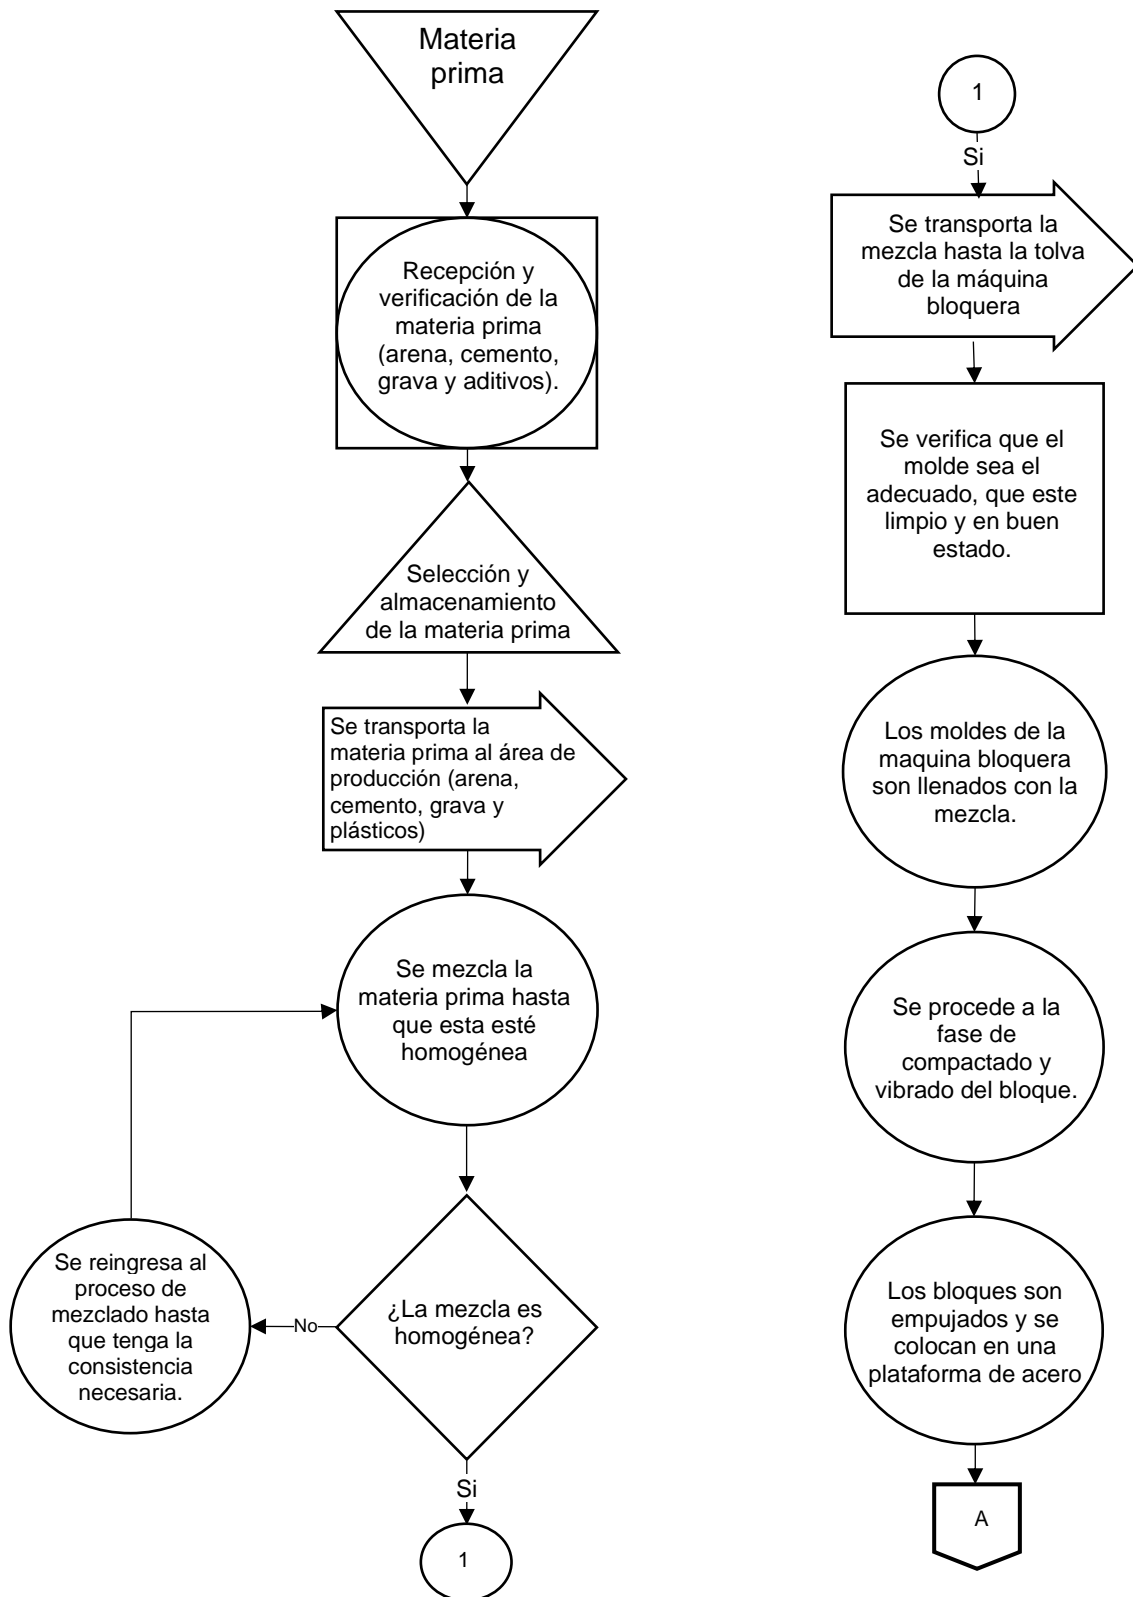 Materia
prima
Recepción y
verificación de la
materia prima
(arena, cemento,
grava y aditivos).
Selección y
almacenamiento
de la materia prima
Se transporta la
materia prima al área de
producción (arena,
cemento, grava y
plásticos)
Se mezcla la
materia prima hasta
que esta esté
homogénea
¿La mezcla es
homogénea?
No
Se reingresa al
proceso de
mezclado hasta
que tenga la
consistencia
necesaria.
Si
1
1
Si
Se transporta la
mezcla hasta la tolva
de la máquina
bloquera
Se verifica que el
molde sea el
adecuado, que este
limpio y en buen
estado.
Los moldes de la
maquina bloquera
son llenados con la
mezcla.
Se procede a la
fase de
compactado y
vibrado del bloque.
Los bloques son
empujados y se
colocan en una
plataforma de acero
A